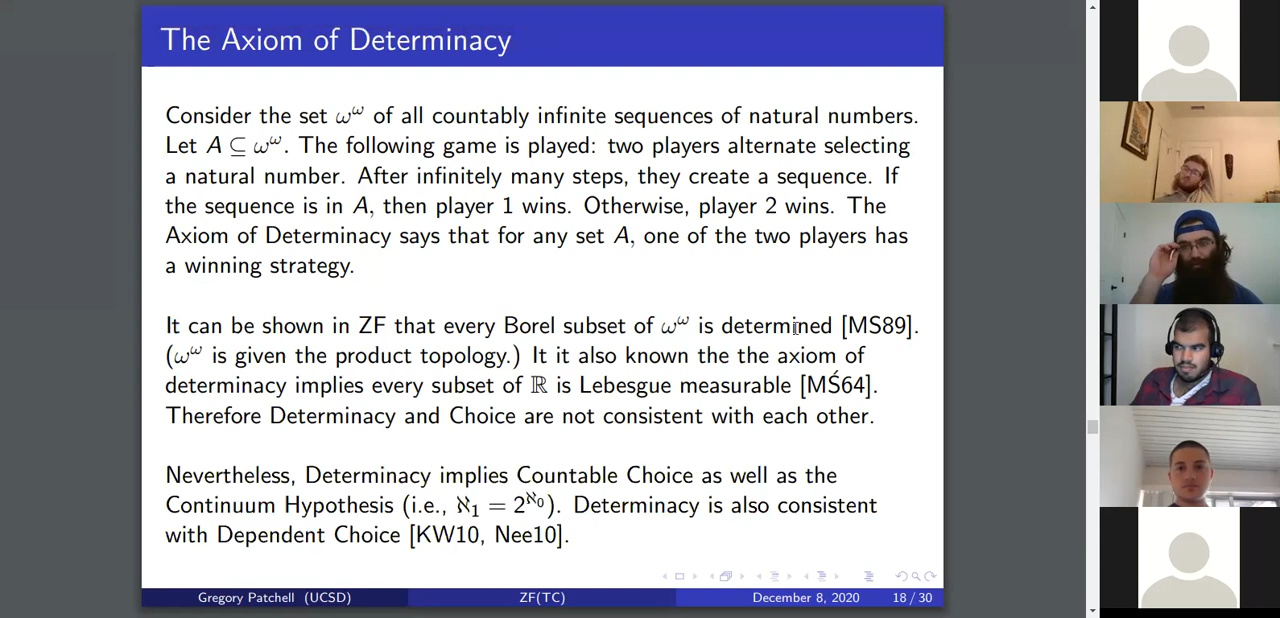 The Axiom of Determinacy
Consider the set ω^ω of all countably infinite sequences of natural numbers.
Let A ⊆ ω^ω. The following game is played: two players alternate selecting
a natural number. After infinitely many steps, they create a sequence. If
the sequence is in A, then player 1 wins. Otherwise, player 2 wins. The
Axiom of Determinacy says that for any set A, one of the two players has
a winning strategy.
It can be shown in ZF that every Borel subset of ω^ω is determined [MS89].
(ω^ω is given the product topology.) It it also known the the axiom of
determinacy implies every subset of ℝ is Lebesgue measurable [MŚ64].
Therefore Determinacy and Choice are not consistent with each other.
Nevertheless, Determinacy implies Countable Choice as well as the
Continuum Hypothesis (i.e., ℵ₁ = 2^ℵ₀). Determinacy is also consistent
with Dependent Choice [KW10, Nee10].
Gregory Patchell (UCSD) ZF(TC) December 8, 2020 18 / 30